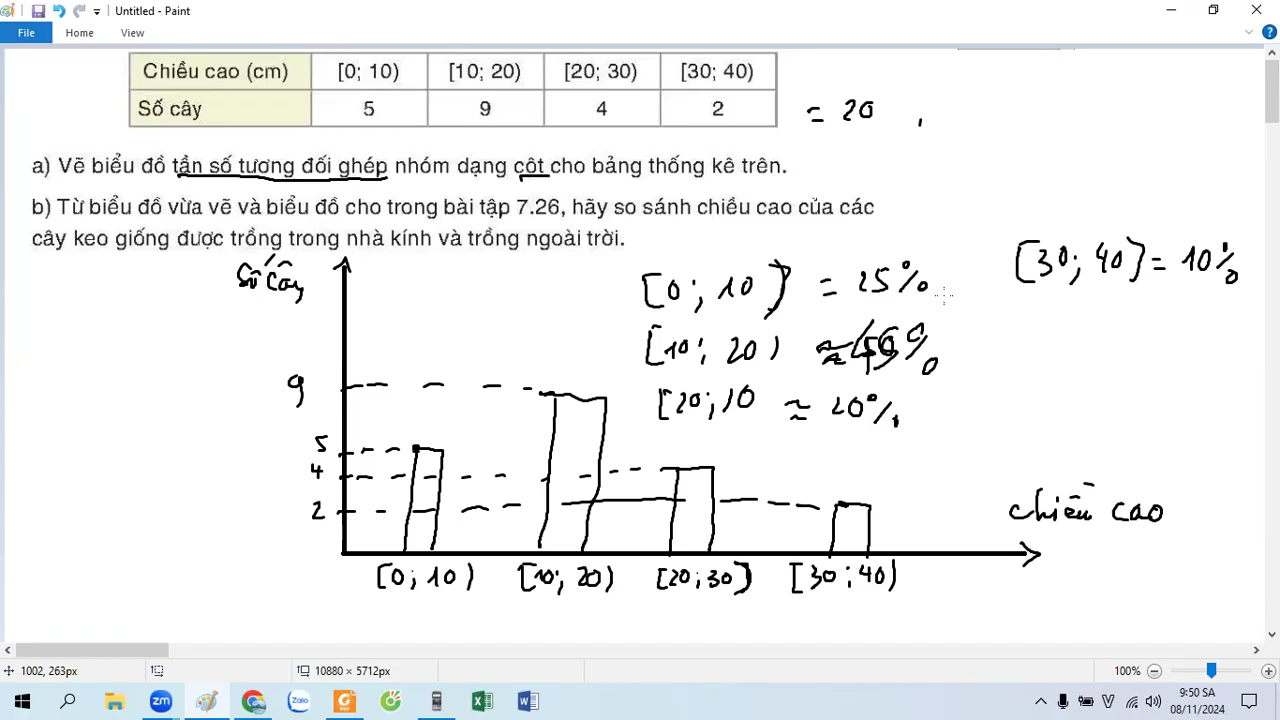 Untitled - Paint
File Home View
Chiều cao (cm) [0; 10) [10; 20) [20; 30) [30; 40)
Số cây 5 9 4 2
= 20 ,
a) Vẽ biểu đồ tần số tương đối ghép nhóm dạng cột cho bảng thống kê trên.
b) Từ biểu đồ vừa vẽ và biểu đồ cho trong bài tập 7.26, hãy so sánh chiều cao của các
cây keo giống được trồng trong nhà kính và trồng ngoài trời.
[30; 40) = 10%
Số cây
[0; 10) = 25%
[10; 20)
[20; 10 ≈ 20%
9
5
4
2
chiều cao
[0; 10) [10; 20) [20; 30) [30; 40)
1002, 263px 10880 × 5712px 100%
zm Zalo
9:50 SA
08/11/2024